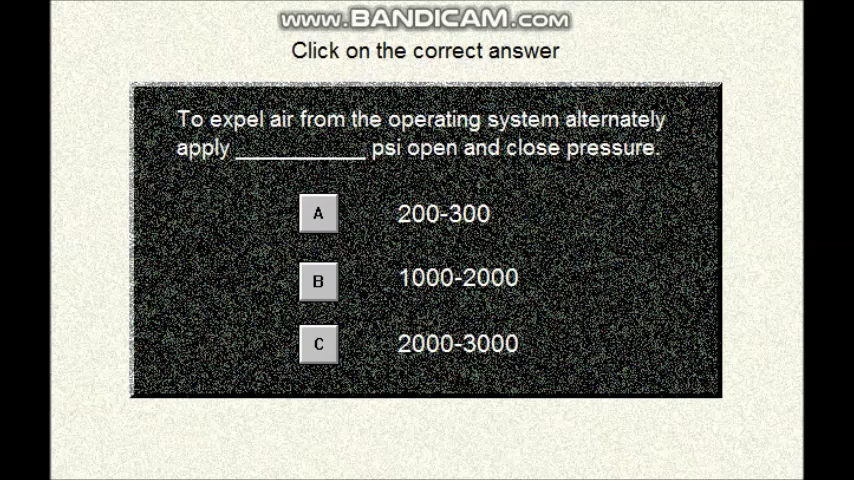 www.BANDICAM.com
Click on the correct answer
To expel air from the operating system alternately
apply ___________ psi open and close pressure.
A 200-300
B 1000-2000
C 2000-3000